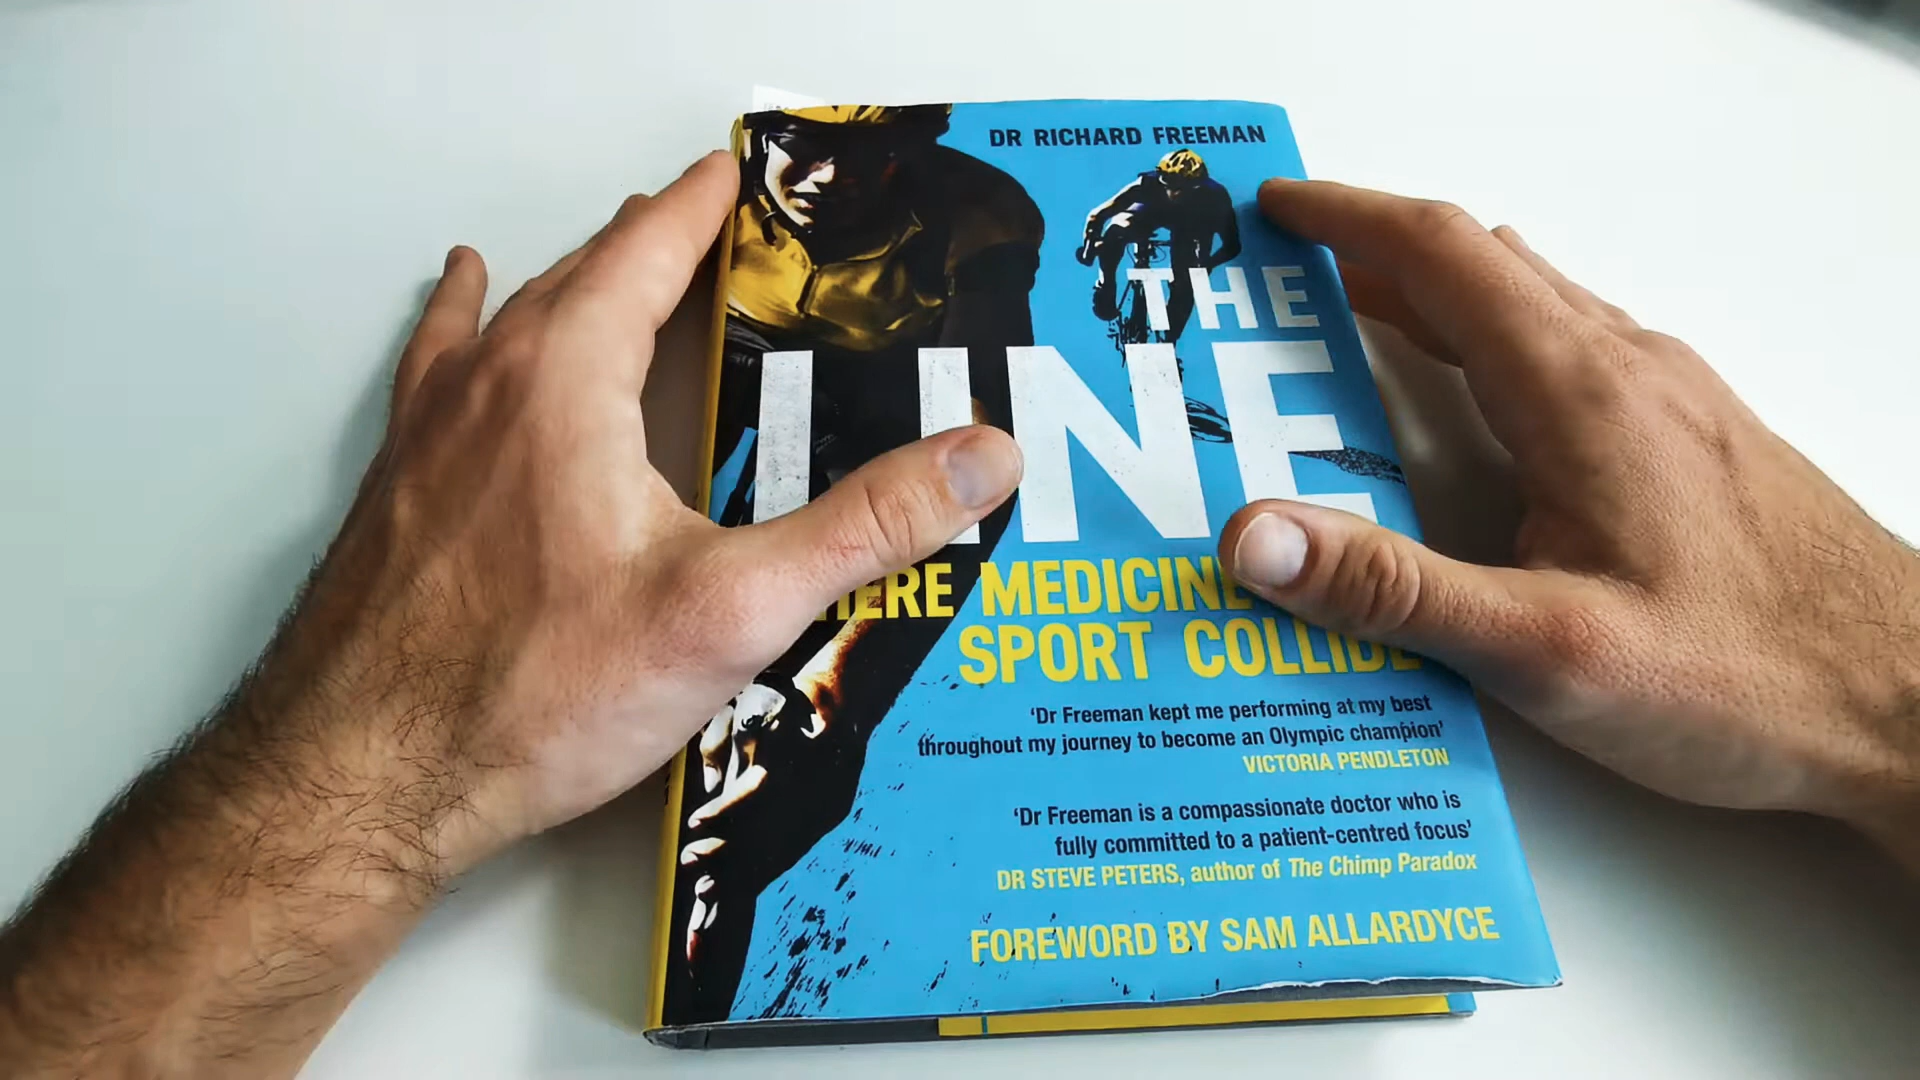 DR RICHARD FREEMAN
THE
LINE
MEDICINE
SPORT COLLIDE
‘Dr Freeman kept me performing at my best
throughout my journey to become an Olympic champion’
VICTORIA PENDLETON
‘Dr Freeman is a compassionate doctor who is
fully committed to a patient-centred focus’
DR STEVE PETERS, author of The Chimp Paradox
FOREWORD BY SAM ALLARDYCE